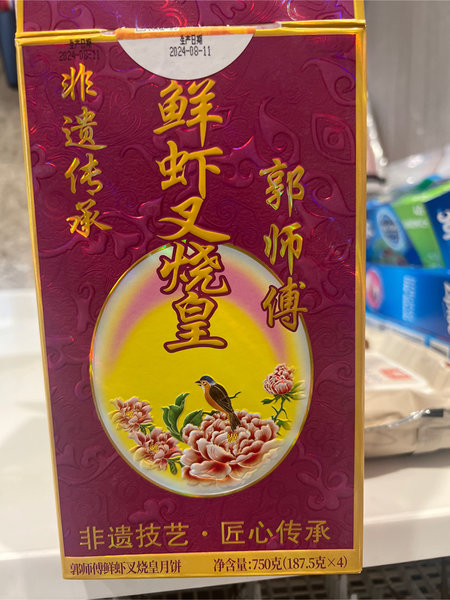 生产日期
2024-08-11
非遗传承
鲜虾叉烧皇
郭师傅
非遗技艺·匠心传承
郭师傅鲜虾叉烧皇月饼
净含量:750克(187.5克×4)